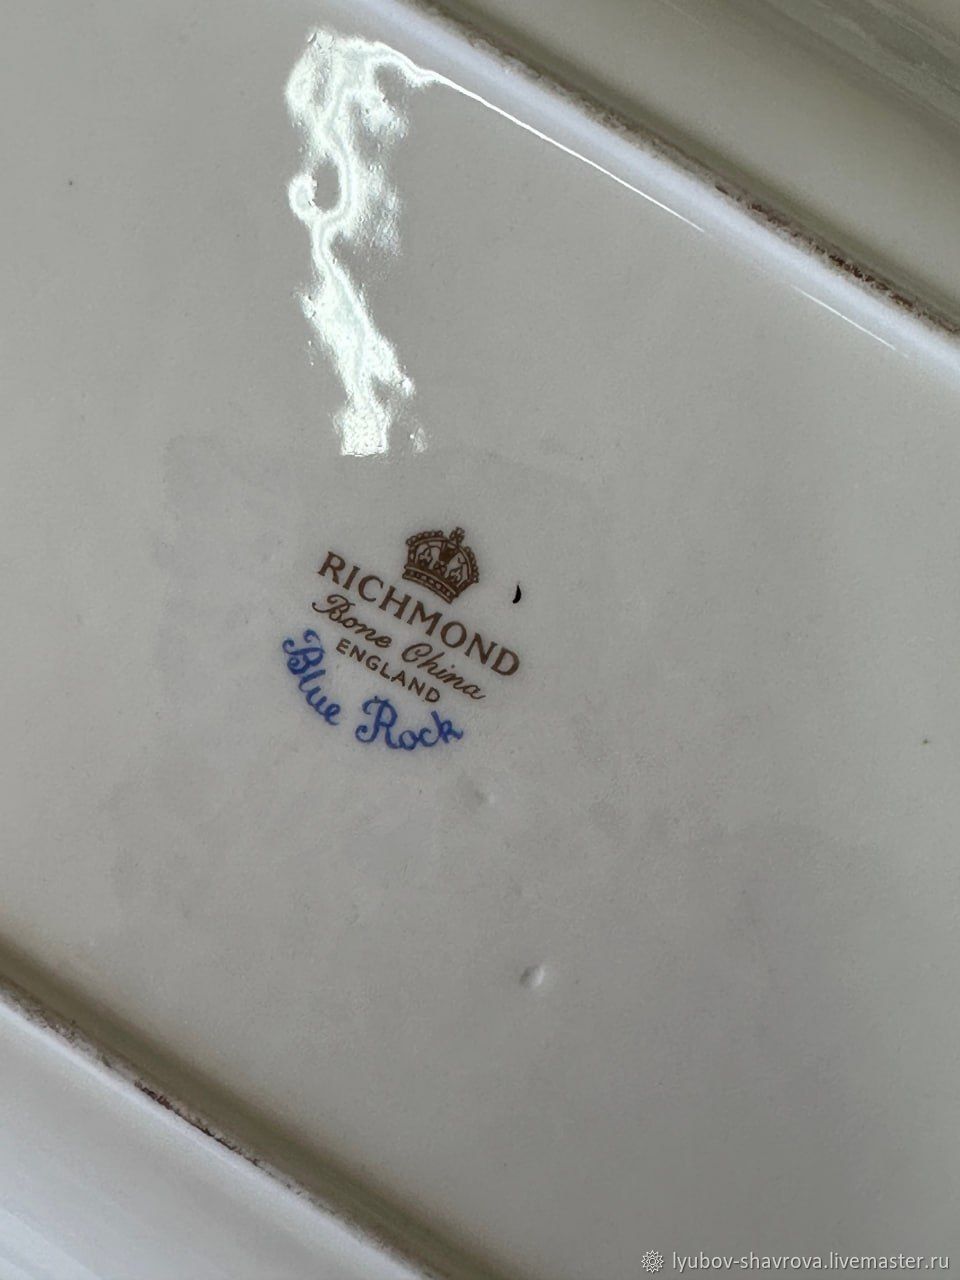 RICHMOND
Bone China
ENGLAND
Blue Rock
lyubov-shavrova.livemaster.ru